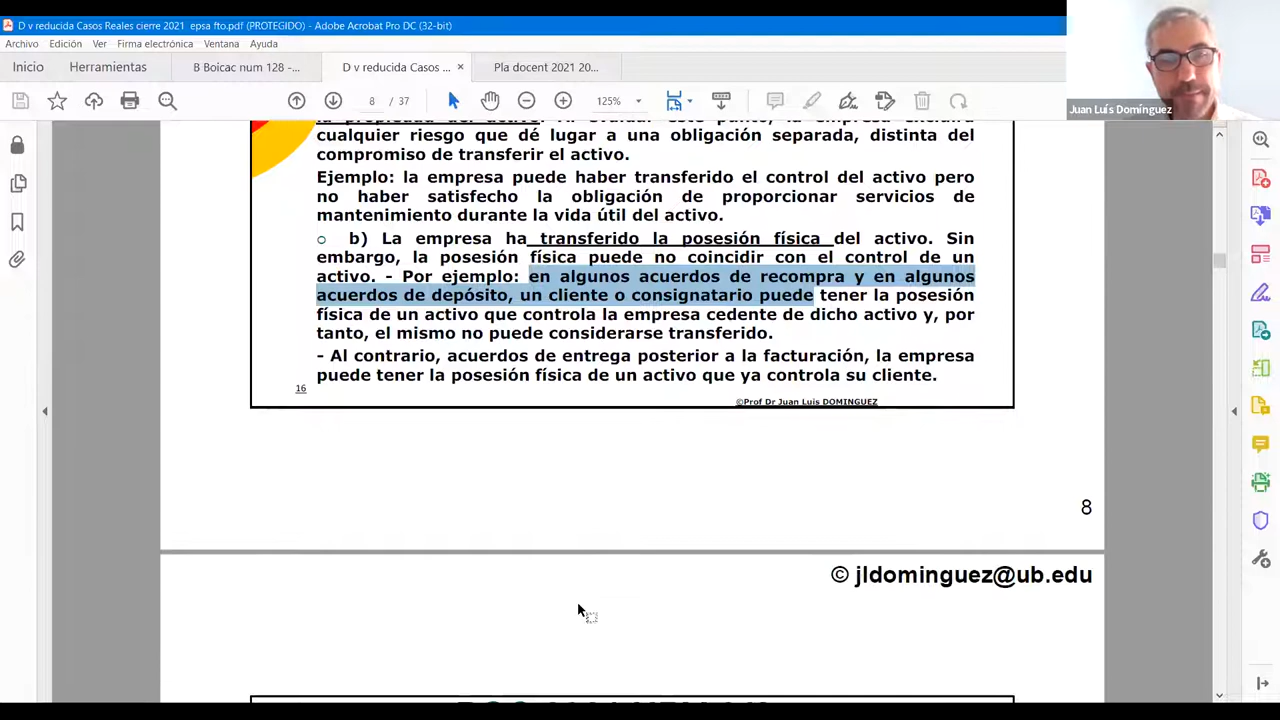 D v reducida Casos Reales cierre 2021 epsa fto.pdf (PROTEGIDO) - Adobe Acrobat Pro DC (32-bit)
Archivo Edición Ver Firma electrónica Ventana Ayuda
Inicio Herramientas B Boicac num 128 -... D v reducida Casos ... × Pla docent 2021 20...
8 / 37 125%
Juan Luís Domínguez
la propiedad del activo.
cualquier riesgo que dé lugar a una obligación separada, distinta del
compromiso de transferir el activo.
Ejemplo: la empresa puede haber transferido el control del activo pero
no haber satisfecho la obligación de proporcionar servicios de
mantenimiento durante la vida útil del activo.
b) La empresa ha transferido la posesión física del activo. Sin
embargo, la posesión física puede no coincidir con el control de un
activo. - Por ejemplo: en algunos acuerdos de recompra y en algunos
acuerdos de depósito, un cliente o consignatario puede tener la posesión
física de un activo que controla la empresa cedente de dicho activo y, por
tanto, el mismo no puede considerarse transferido.
- Al contrario, acuerdos de entrega posterior a la facturación, la empresa
puede tener la posesión física de un activo que ya controla su cliente.
16
©Prof Dr Juan Luis DOMINGUEZ
8
© jldominguez@ub.edu